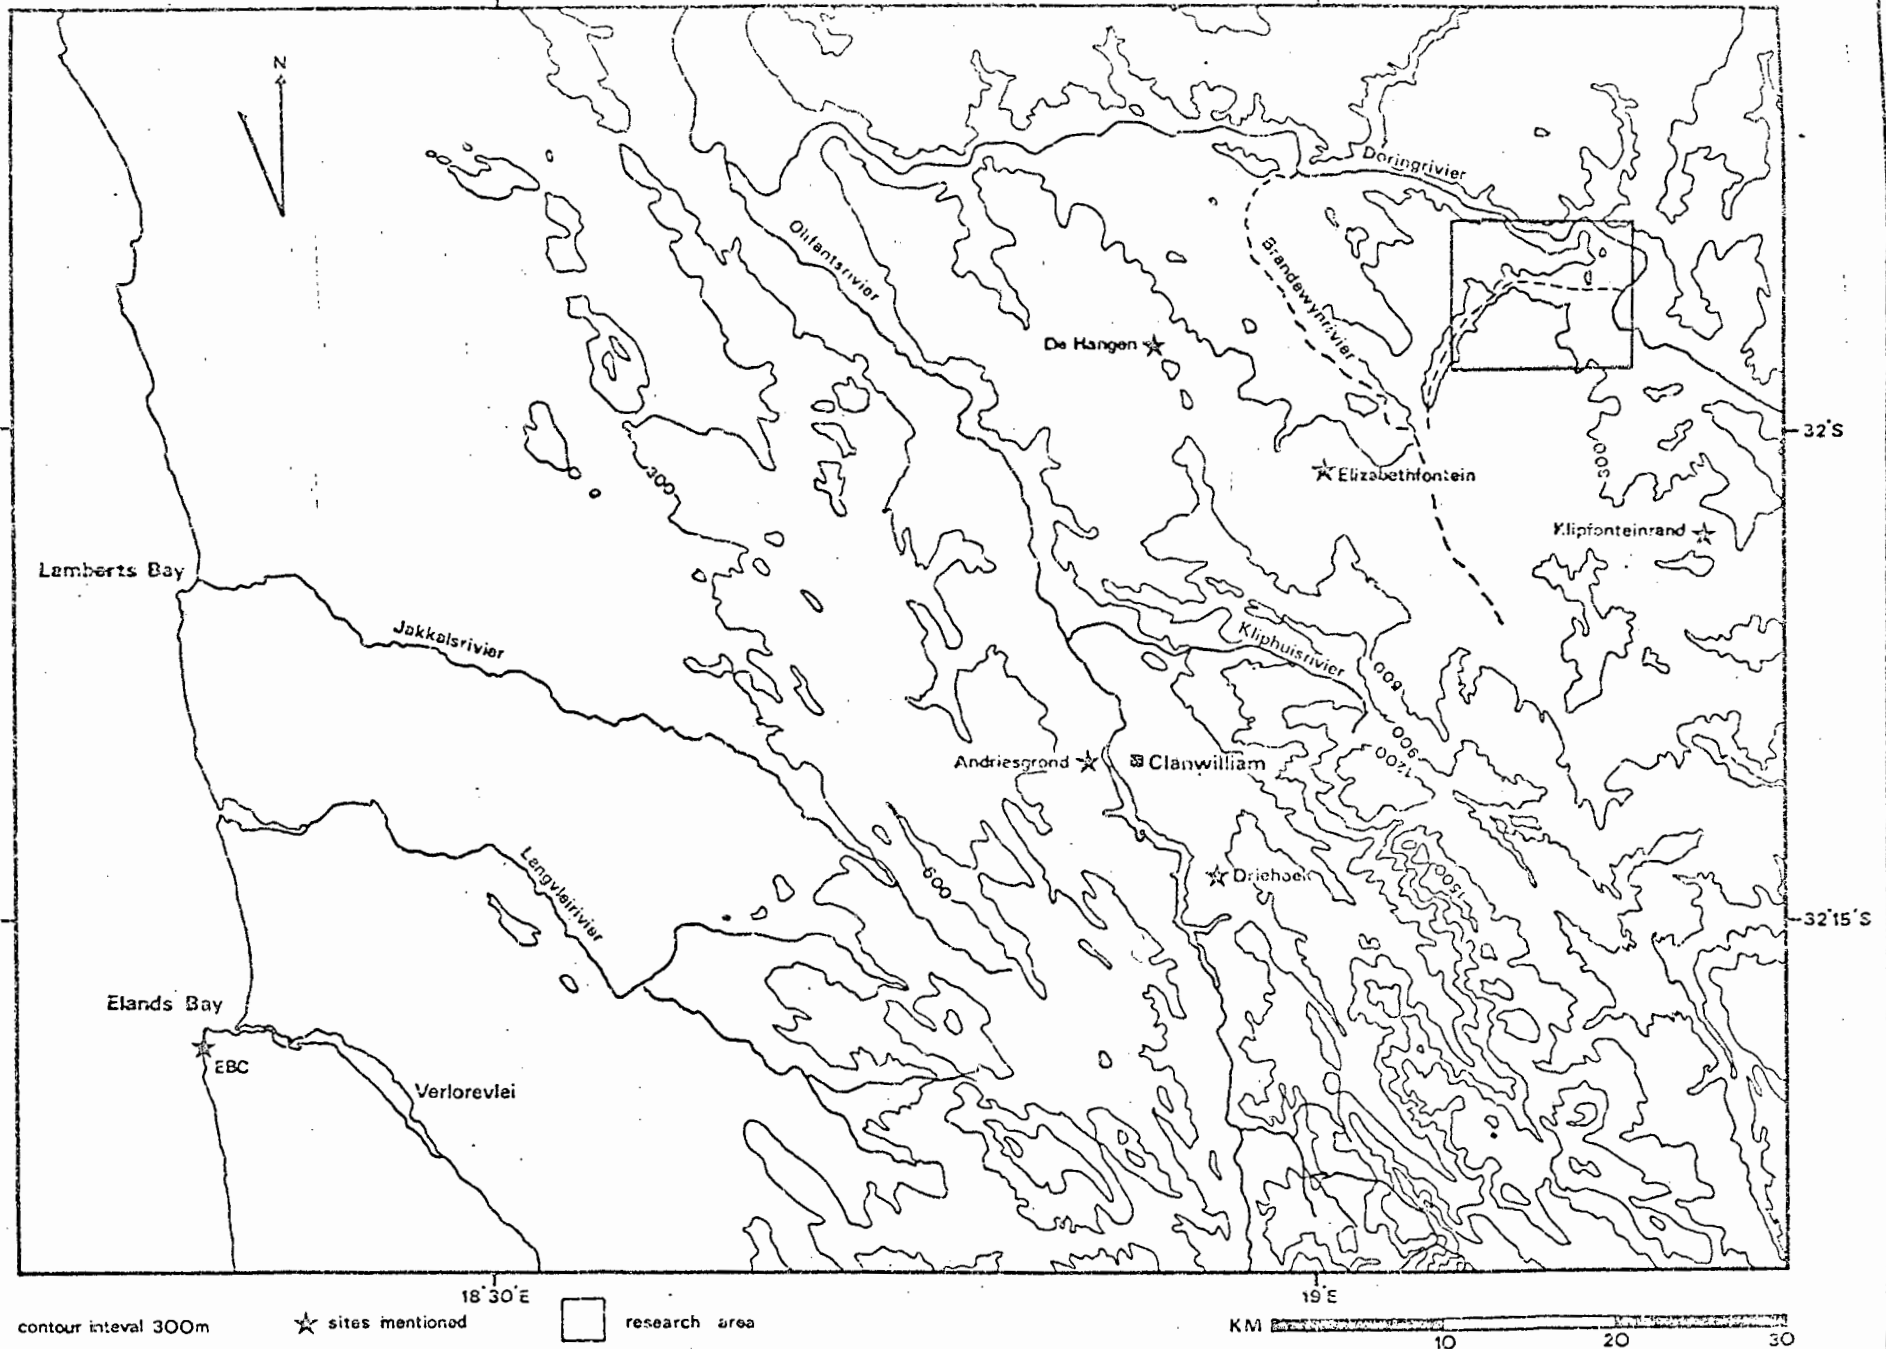 N
Doringrivier
Olifantsrivier
Brandewynrivier
De Hangen
32°S
300
Elizabethfontein
300
Klipfonteinrand
Lamberts Bay
Jakkalsrivier
Kliphuisrivier
600
900
1200
Andriesgrond
Clanwilliam
Langvleirivier
600
Driehoek
1500
32°15'S
Elands Bay
EBC
Verlorevlei
18°30'E
19°E
contour inteval 300m
sites mentioned
research area
KM
10
20
30